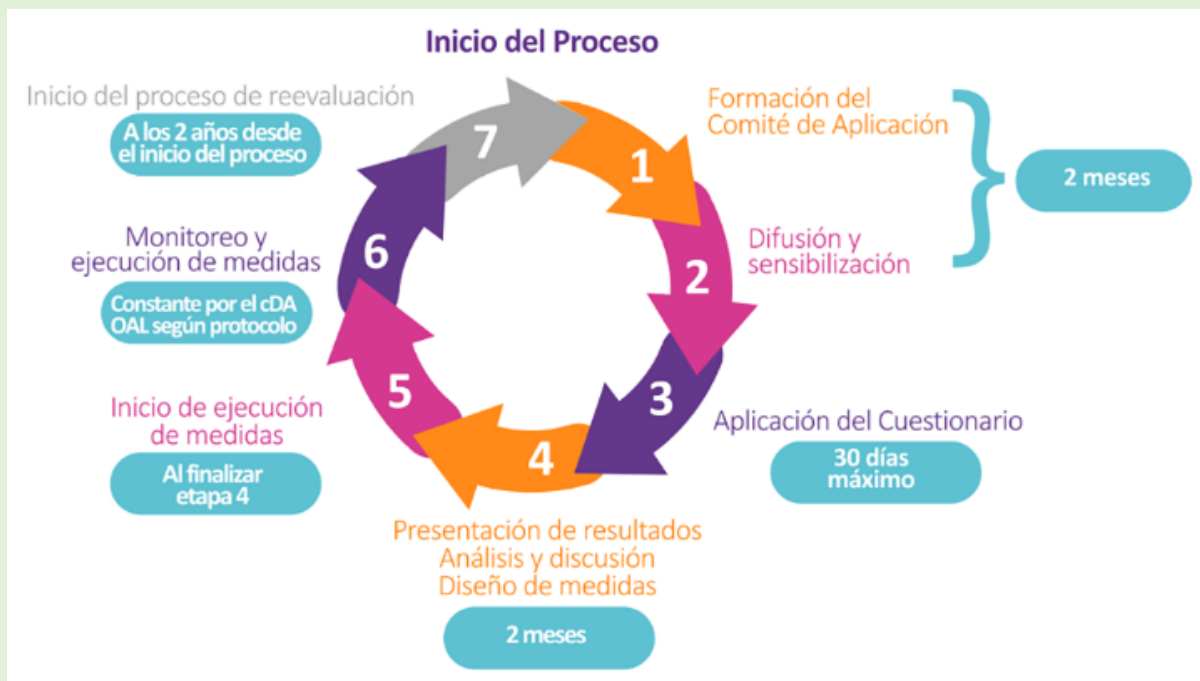 Inicio del Proceso
1
Formación del
Comité de Aplicación
2 meses
2
Difusión y
sensibilización
3
Aplicación del Cuestionario
30 días
máximo
4
Presentación de resultados
Análisis y discusión
Diseño de medidas
2 meses
5
Inicio de ejecución
de medidas
Al finalizar
etapa 4
6
Monitoreo y
ejecución de medidas
Constante por el cDA
OAL según protocolo
7
Inicio del proceso de reevaluación
A los 2 años desde
el inicio del proceso